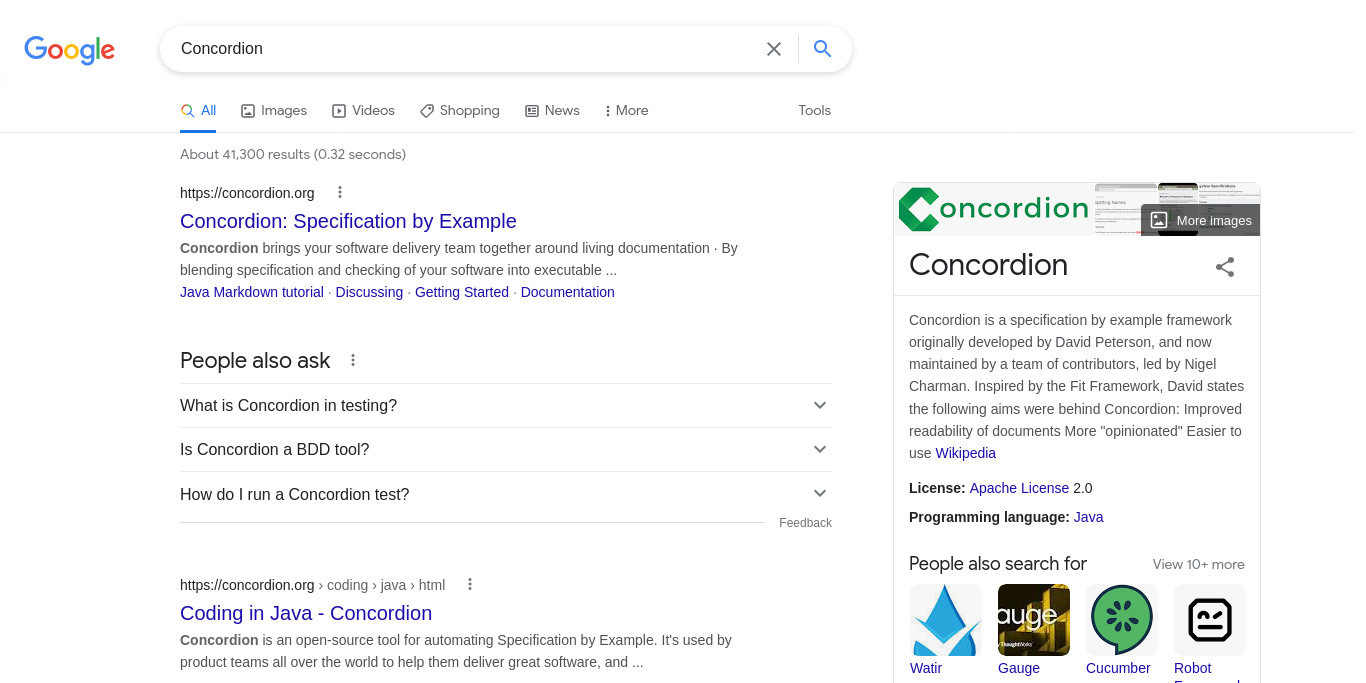 Google
Concordion
All Images Videos Shopping News More Tools
About 41,300 results (0.32 seconds)
https://concordion.org
Concordion: Specification by Example
Concordion brings your software delivery team together around living documentation · By
blending specification and checking of your software into executable ...
Java Markdown tutorial · Discussing · Getting Started · Documentation
People also ask
What is Concordion in testing?
Is Concordion a BDD tool?
How do I run a Concordion test?
Feedback
https://concordion.org › coding › java › html
Coding in Java - Concordion
Concordion is an open-source tool for automating Specification by Example. It's used by
product teams all over the world to help them deliver great software, and ...
Concordion
More images
Concordion
Concordion is a specification by example framework
originally developed by David Peterson, and now
maintained by a team of contributors, led by Nigel
Charman. Inspired by the Fit Framework, David states
the following aims were behind Concordion: Improved
readability of documents More "opinionated" Easier to
use Wikipedia
License: Apache License 2.0
Programming language: Java
People also search for
View 10+ more
auge
ThoughtWorks
Watir Gauge Cucumber Robot